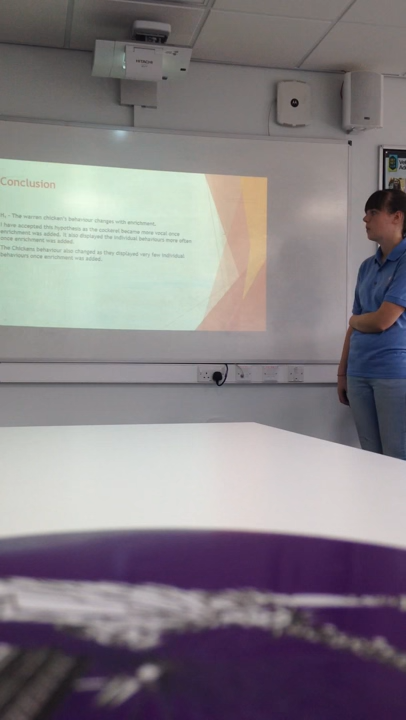 Conclusion
- The warren chicken's behaviour changes with enrichment.
I have accepted this hypothesis as the cockerel became more vocal once
enrichment was added. It also displayed the individual behaviours more often
once enrichment was added.
The Chickens behaviour also changed as they displayed very few individual
behaviours once enrichment was added.
HITACHI